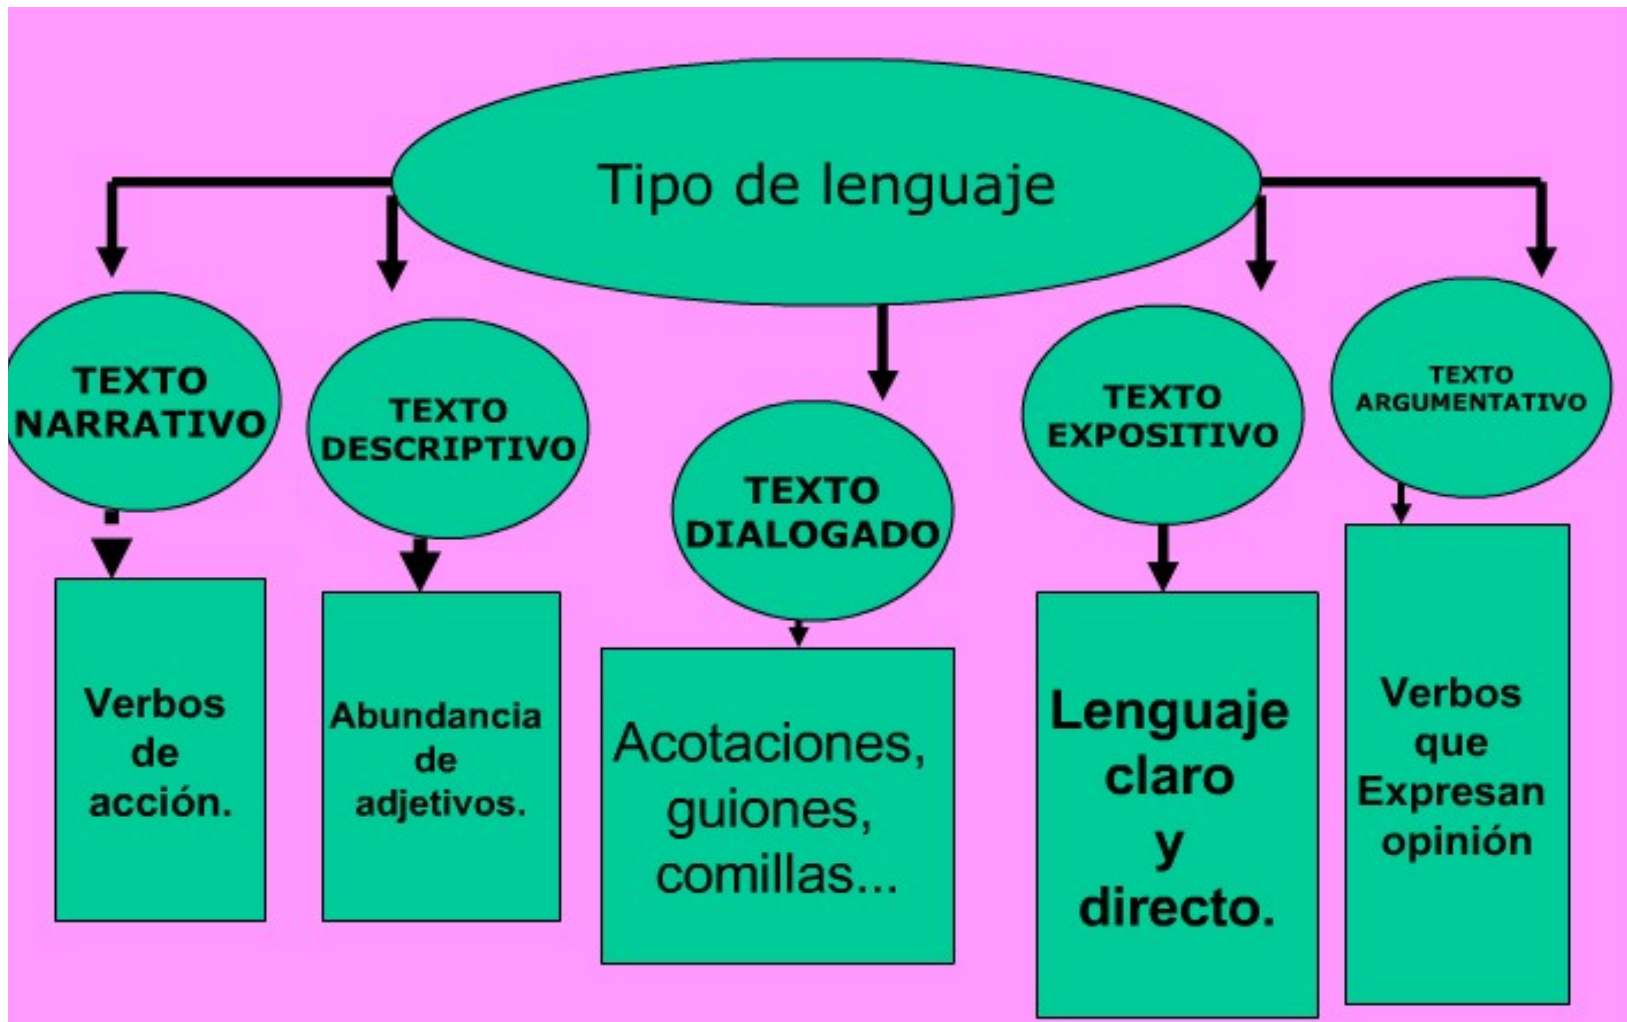 Tipo de lenguaje
TEXTO
NARRATIVO
TEXTO
DESCRIPTIVO
TEXTO
DIALOGADO
TEXTO
EXPOSITIVO
TEXTO
ARGUMENTATIVO
Verbos
de
acción.
Abundancia
de
adjetivos.
Acotaciones,
guiones,
comillas...
Lenguaje
claro
y
directo.
Verbos
que
Expresan
opinión